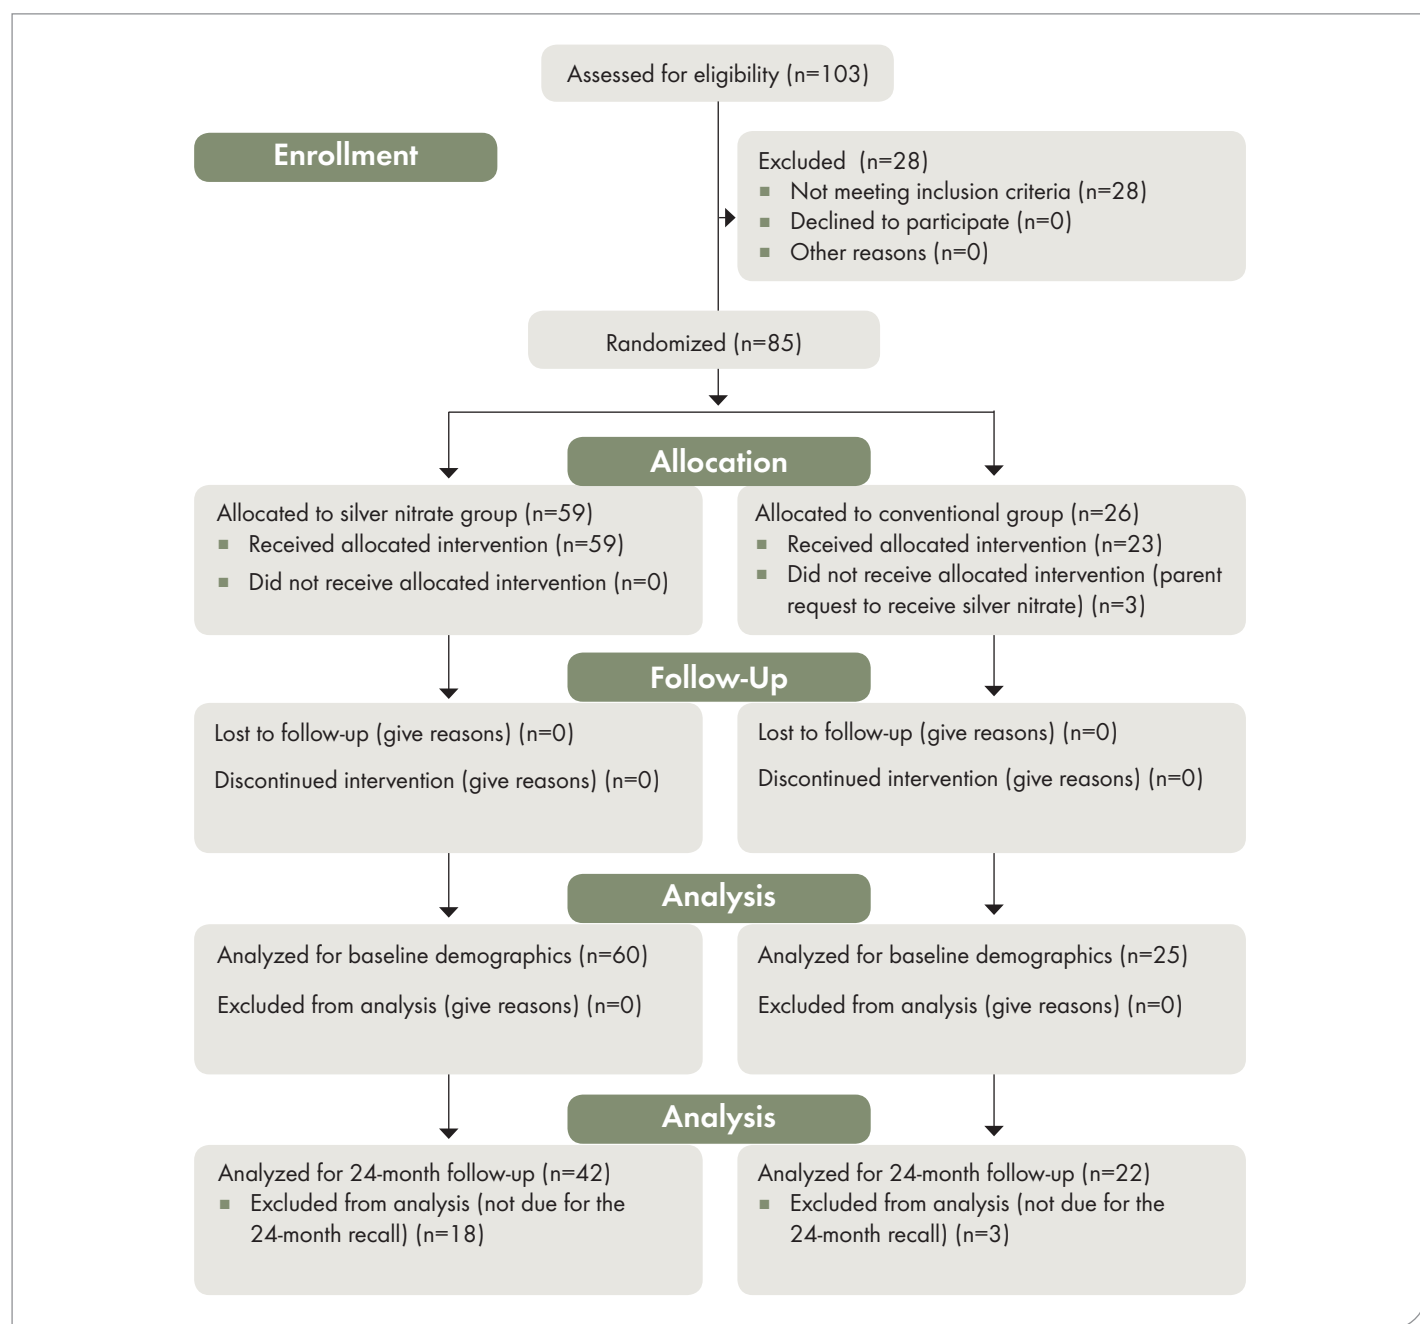 Assessed for eligibility (n=103)
Enrollment
Excluded (n=28)
■ Not meeting inclusion criteria (n=28)
■ Declined to participate (n=0)
■ Other reasons (n=0)
Randomized (n=85)
Allocation
Allocated to silver nitrate group (n=59)
■ Received allocated intervention (n=59)
■ Did not receive allocated intervention (n=0)
Allocated to conventional group (n=26)
■ Received allocated intervention (n=23)
■ Did not receive allocated intervention (parent
request to receive silver nitrate) (n=3)
Follow-Up
Lost to follow-up (give reasons) (n=0)
Discontinued intervention (give reasons) (n=0)
Lost to follow-up (give reasons) (n=0)
Discontinued intervention (give reasons) (n=0)
Analysis
Analyzed for baseline demographics (n=60)
Excluded from analysis (give reasons) (n=0)
Analyzed for baseline demographics (n=25)
Excluded from analysis (give reasons) (n=0)
Analysis
Analyzed for 24-month follow-up (n=42)
■ Excluded from analysis (not due for the
24-month recall) (n=18)
Analyzed for 24-month follow-up (n=22)
■ Excluded from analysis (not due for the
24-month recall) (n=3)